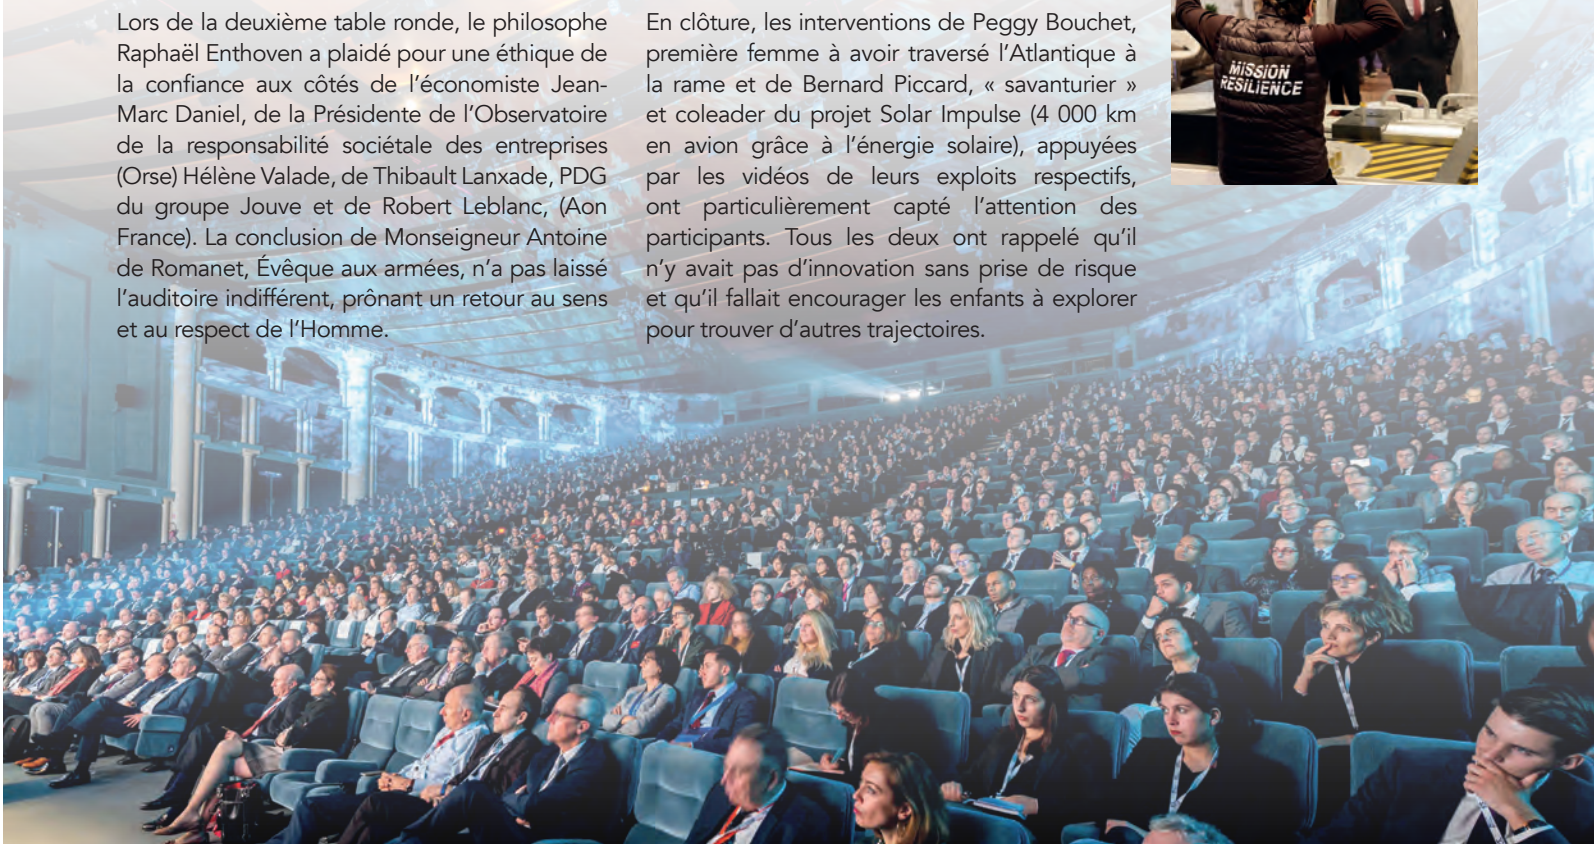 Lors de la deuxième table ronde, le philosophe
Raphaël Enthoven a plaidé pour une éthique de
la confiance aux côtés de l’économiste Jean-
Marc Daniel, de la Présidente de l’Observatoire
de la responsabilité sociétale des entreprises
(Orse) Hélène Valade, de Thibault Lanxade, PDG
du groupe Jouve et de Robert Leblanc, (Aon
France). La conclusion de Monseigneur Antoine
de Romanet, Évêque aux armées, n’a pas laissé
l’auditoire indifférent, prônant un retour au sens
et au respect de l’Homme.
En clôture, les interventions de Peggy Bouchet,
première femme à avoir traversé l’Atlantique à
la rame et de Bernard Piccard, « savanturier »
et coleader du projet Solar Impulse (4 000 km
en avion grâce à l’énergie solaire), appuyées
par les vidéos de leurs exploits respectifs,
ont particulièrement capté l’attention des
participants. Tous les deux ont rappelé qu’il
n’y avait pas d’innovation sans prise de risque
et qu’il fallait encourager les enfants à explorer
pour trouver d’autres trajectoires.
MISSION
RÉSILIENCE